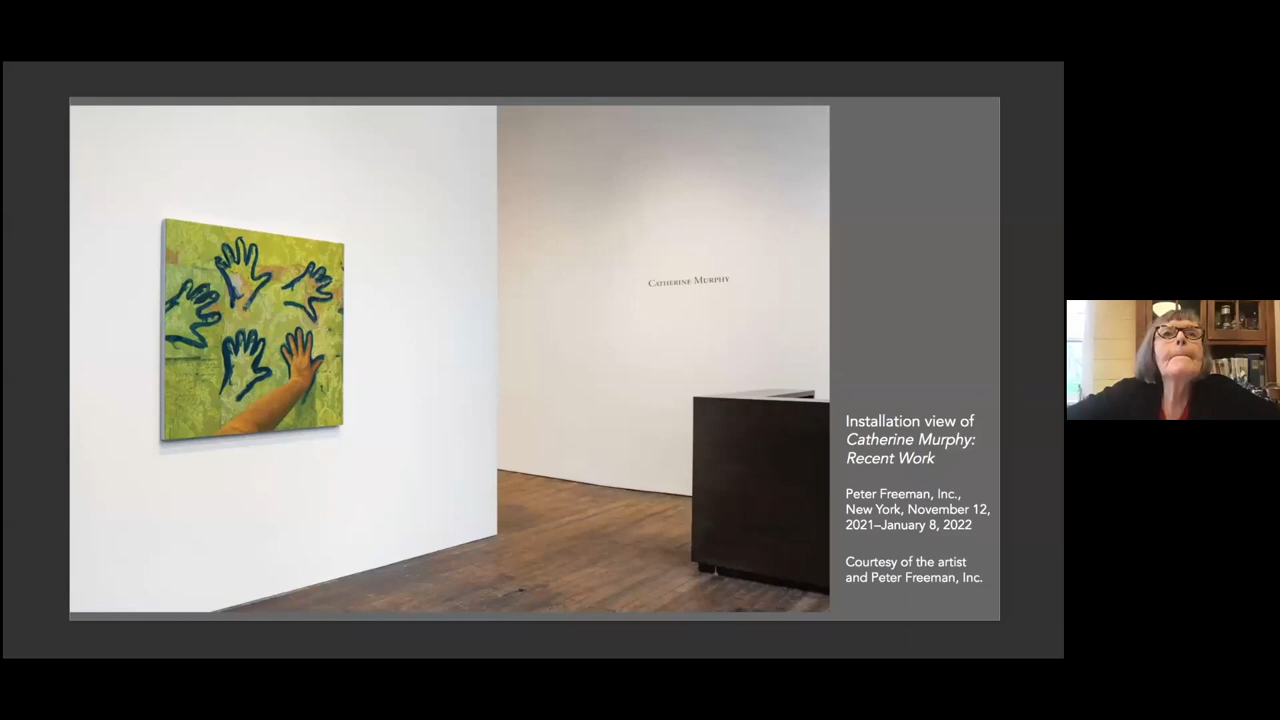 CATHERINE MURPHY
Installation view of
Catherine Murphy:
Recent Work
Peter Freeman, Inc.,
New York, November 12,
2021–January 8, 2022
Courtesy of the artist
and Peter Freeman, Inc.